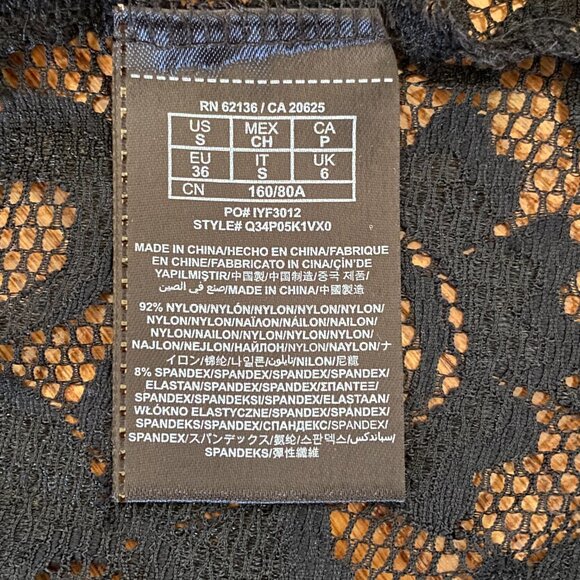 RN 62136 / CA 20625
US S MEX CH CA P
EU 36 IT S UK 6
CN 160/80A
PO# IYF3012
STYLE# Q34P05K1VX0
MADE IN CHINA/HECHO EN CHINA/FABRIQUE
EN CHINE/FABBRICATO IN CINA/ÇİN'DE
YAPILMIŞTIR/中国製/中国制造/중국 제품/
صنع في الصين/MADE IN CHINA/中國製造
92% NYLON/NYLÓN/NYLON/NYLON/NYLON/
NYLON/NYLON/NAÏΛON/NÁILON/NAILON/
NYLON/NYLON/NYLON/NYLON/NYLON/
NAJLON/NEJLON/НАЙЛОН/NYLON/NAYLON/ナ
イロン/锦纶/나일론/نايلون/NILON/尼龍
8% SPANDEX/SPANDEX/SPANDEX/SPANDEX/
ELASTAN/SPANDEX/SPANDEX/ΣΠΑΝΤΕΞ/
SPANDEX/SPANDEKSI/SPANDEX/ELASTAAN/
WŁÓKNO ELASTYCZNE/SPANDEX/SPANDEX/
SPANDEX/SPANDEX/СПАНДЕКС/SPANDEX/
SPANDEX/スパンデックス/氨纶/스판덱스/سباندكس/
SPANDEKS/彈性纖維